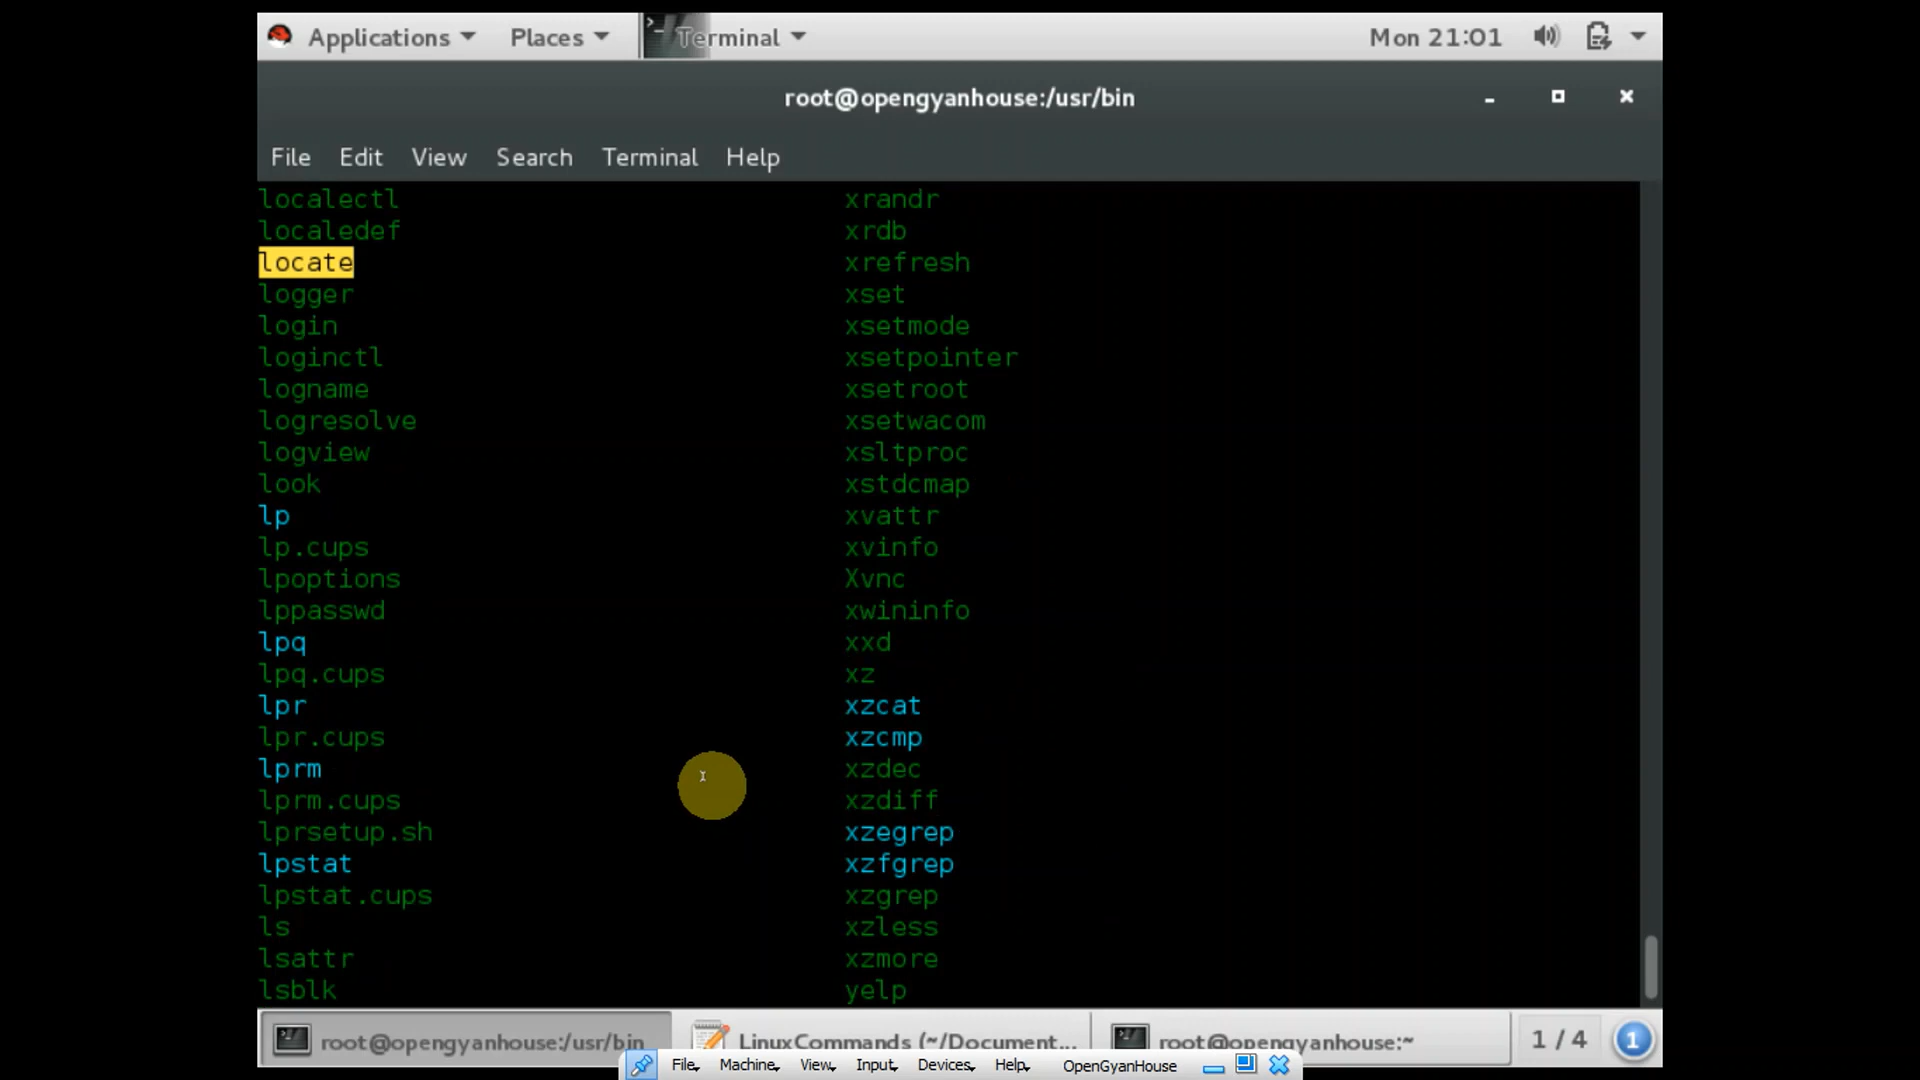 Applications Places Terminal Mon 21:01
root@opengyanhouse:/usr/bin
File Edit View Search Terminal Help
localectl xrandr
localedef xrdb
locate xrefresh
logger xset
login xsetmode
loginctl xsetpointer
logname xsetroot
logresolve xsetwacom
logview xsltproc
look xstdcmap
lp xvattr
lp.cups xvinfo
lpoptions Xvnc
lppasswd xwininfo
lpq xxd
lpq.cups xz
lpr xzcat
lpr.cups xzcmp
lprm xzdec
lprm.cups xzdiff
lprsetup.sh xzegrep
lpstat xzfgrep
lpstat.cups xzgrep
ls xzless
lsattr xzmore
lsblk yelp
root@opengyanhouse:/usr/bin LinuxCommands (~/Document... root@opengyanhouse:~ 1 / 4 1
File Machine View Input Devices Help OpenGyanHouse